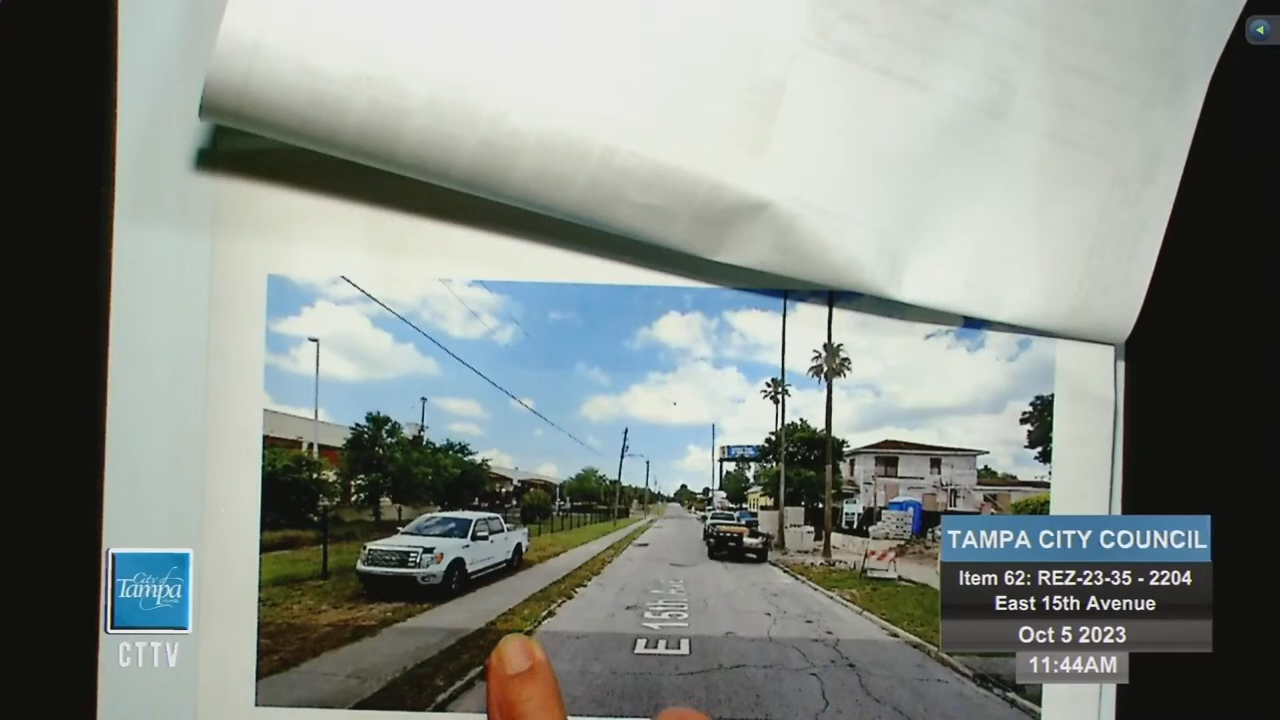 E 15th Ave
City of
Tampa
CTTV
TAMPA CITY COUNCIL
Item 62: REZ-23-35 - 2204
East 15th Avenue
Oct 5 2023
11:44AM